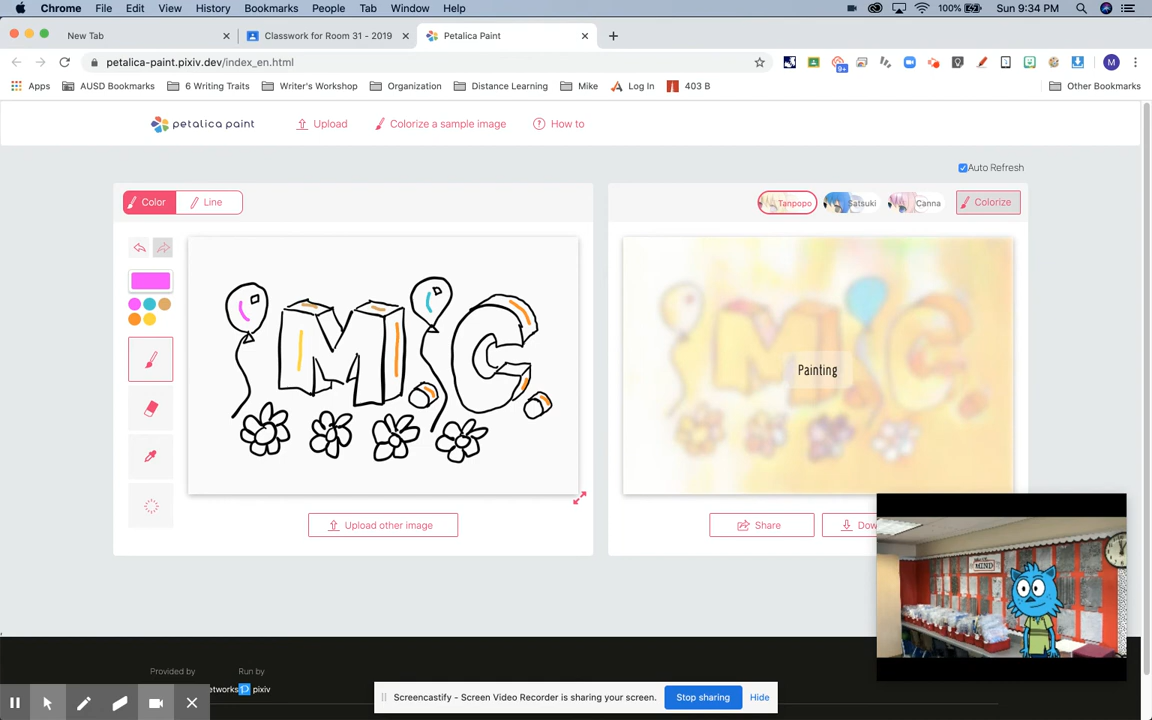 Chrome File Edit View History Bookmarks People Tab Window Help 100% Sun 9:34 PM
New Tab Classwork for Room 31 - 2019 Petalica Paint
petalica-paint.pixiv.dev/index_en.html 9+ M
Apps AUSD Bookmarks 6 Writing Traits Writer's Workshop Organization Distance Learning Mike Log In 403 B Other Bookmarks
petalica paint Upload Colorize a sample image How to
Auto Refresh
Color Line Tanpopo Satsuki Canna Colorize
M.C.
M C
Painting
Upload other image Share Dow
MIND
Provided by Run by
etworks pixiv
Screencastify - Screen Video Recorder is sharing your screen. Stop sharing Hide